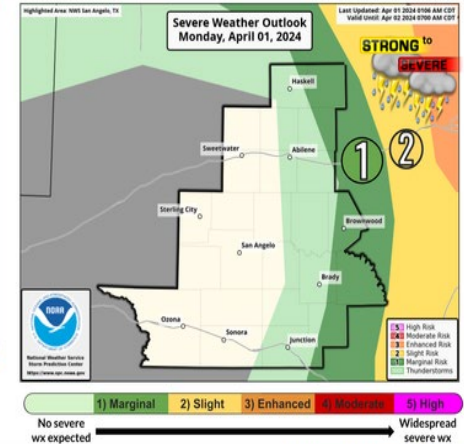 Highlighted Area: NWS San Angelo, TX
Severe Weather Outlook
Monday, April 01, 2024
Last Updated: Apr 01 2024 0106 AM CDT
Valid Until: Apr 02 2024 0700 AM CDT
STRONG to
SEVERE
Haskell
Sweetwater
Abilene
1
2
Sterling City
Brownwood
San Angelo
Brady
Ozona
Sonora
Junction
NOAA
National Weather Service
Storm Prediction Center
https://www.spc.noaa.gov
5 High Risk
4 Moderate Risk
3 Enhanced Risk
2 Slight Risk
1 Marginal Risk
Thunderstorms
1) Marginal
2) Slight
3) Enhanced
4) Moderate
5) High
No severe
wx expected
Widespread
severe wx